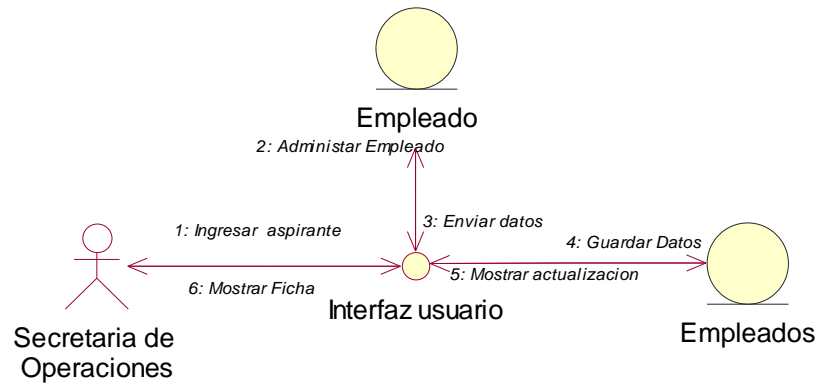 Empleado
2: Administar Empleado
3: Enviar datos
1: Ingresar aspirante
4: Guardar Datos
5: Mostrar actualizacion
6: Mostrar Ficha
Interfaz usuario
Empleados
Secretaria de
Operaciones